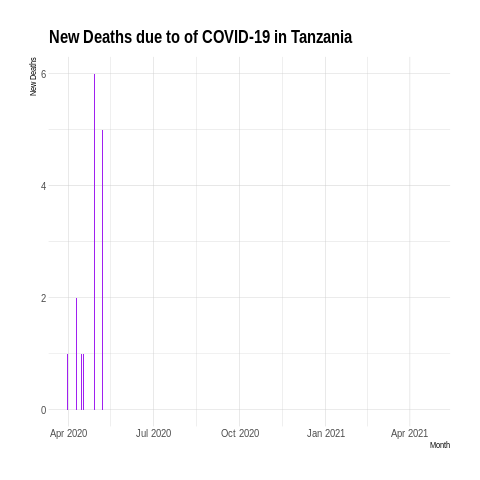 New Deaths due to of COVID-19 in Tanzania
New Deaths
6
4
2
0
Apr 2020 Jul 2020 Oct 2020 Jan 2021 Apr 2021
Month